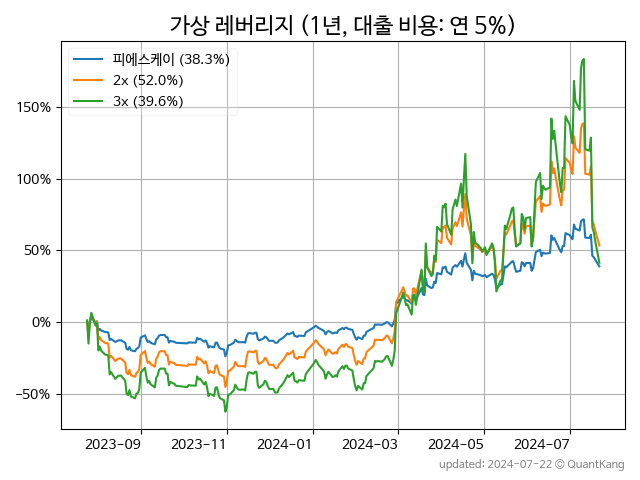 가상 레버리지 (1년, 대출 비용: 연 5%)
피에스케이 (38.3%)
2x (52.0%)
3x (39.6%)
150%
100%
50%
0%
−50%
2023-09 2023-11 2024-01 2024-03 2024-05 2024-07
updated: 2024-07-22 © QuantKang